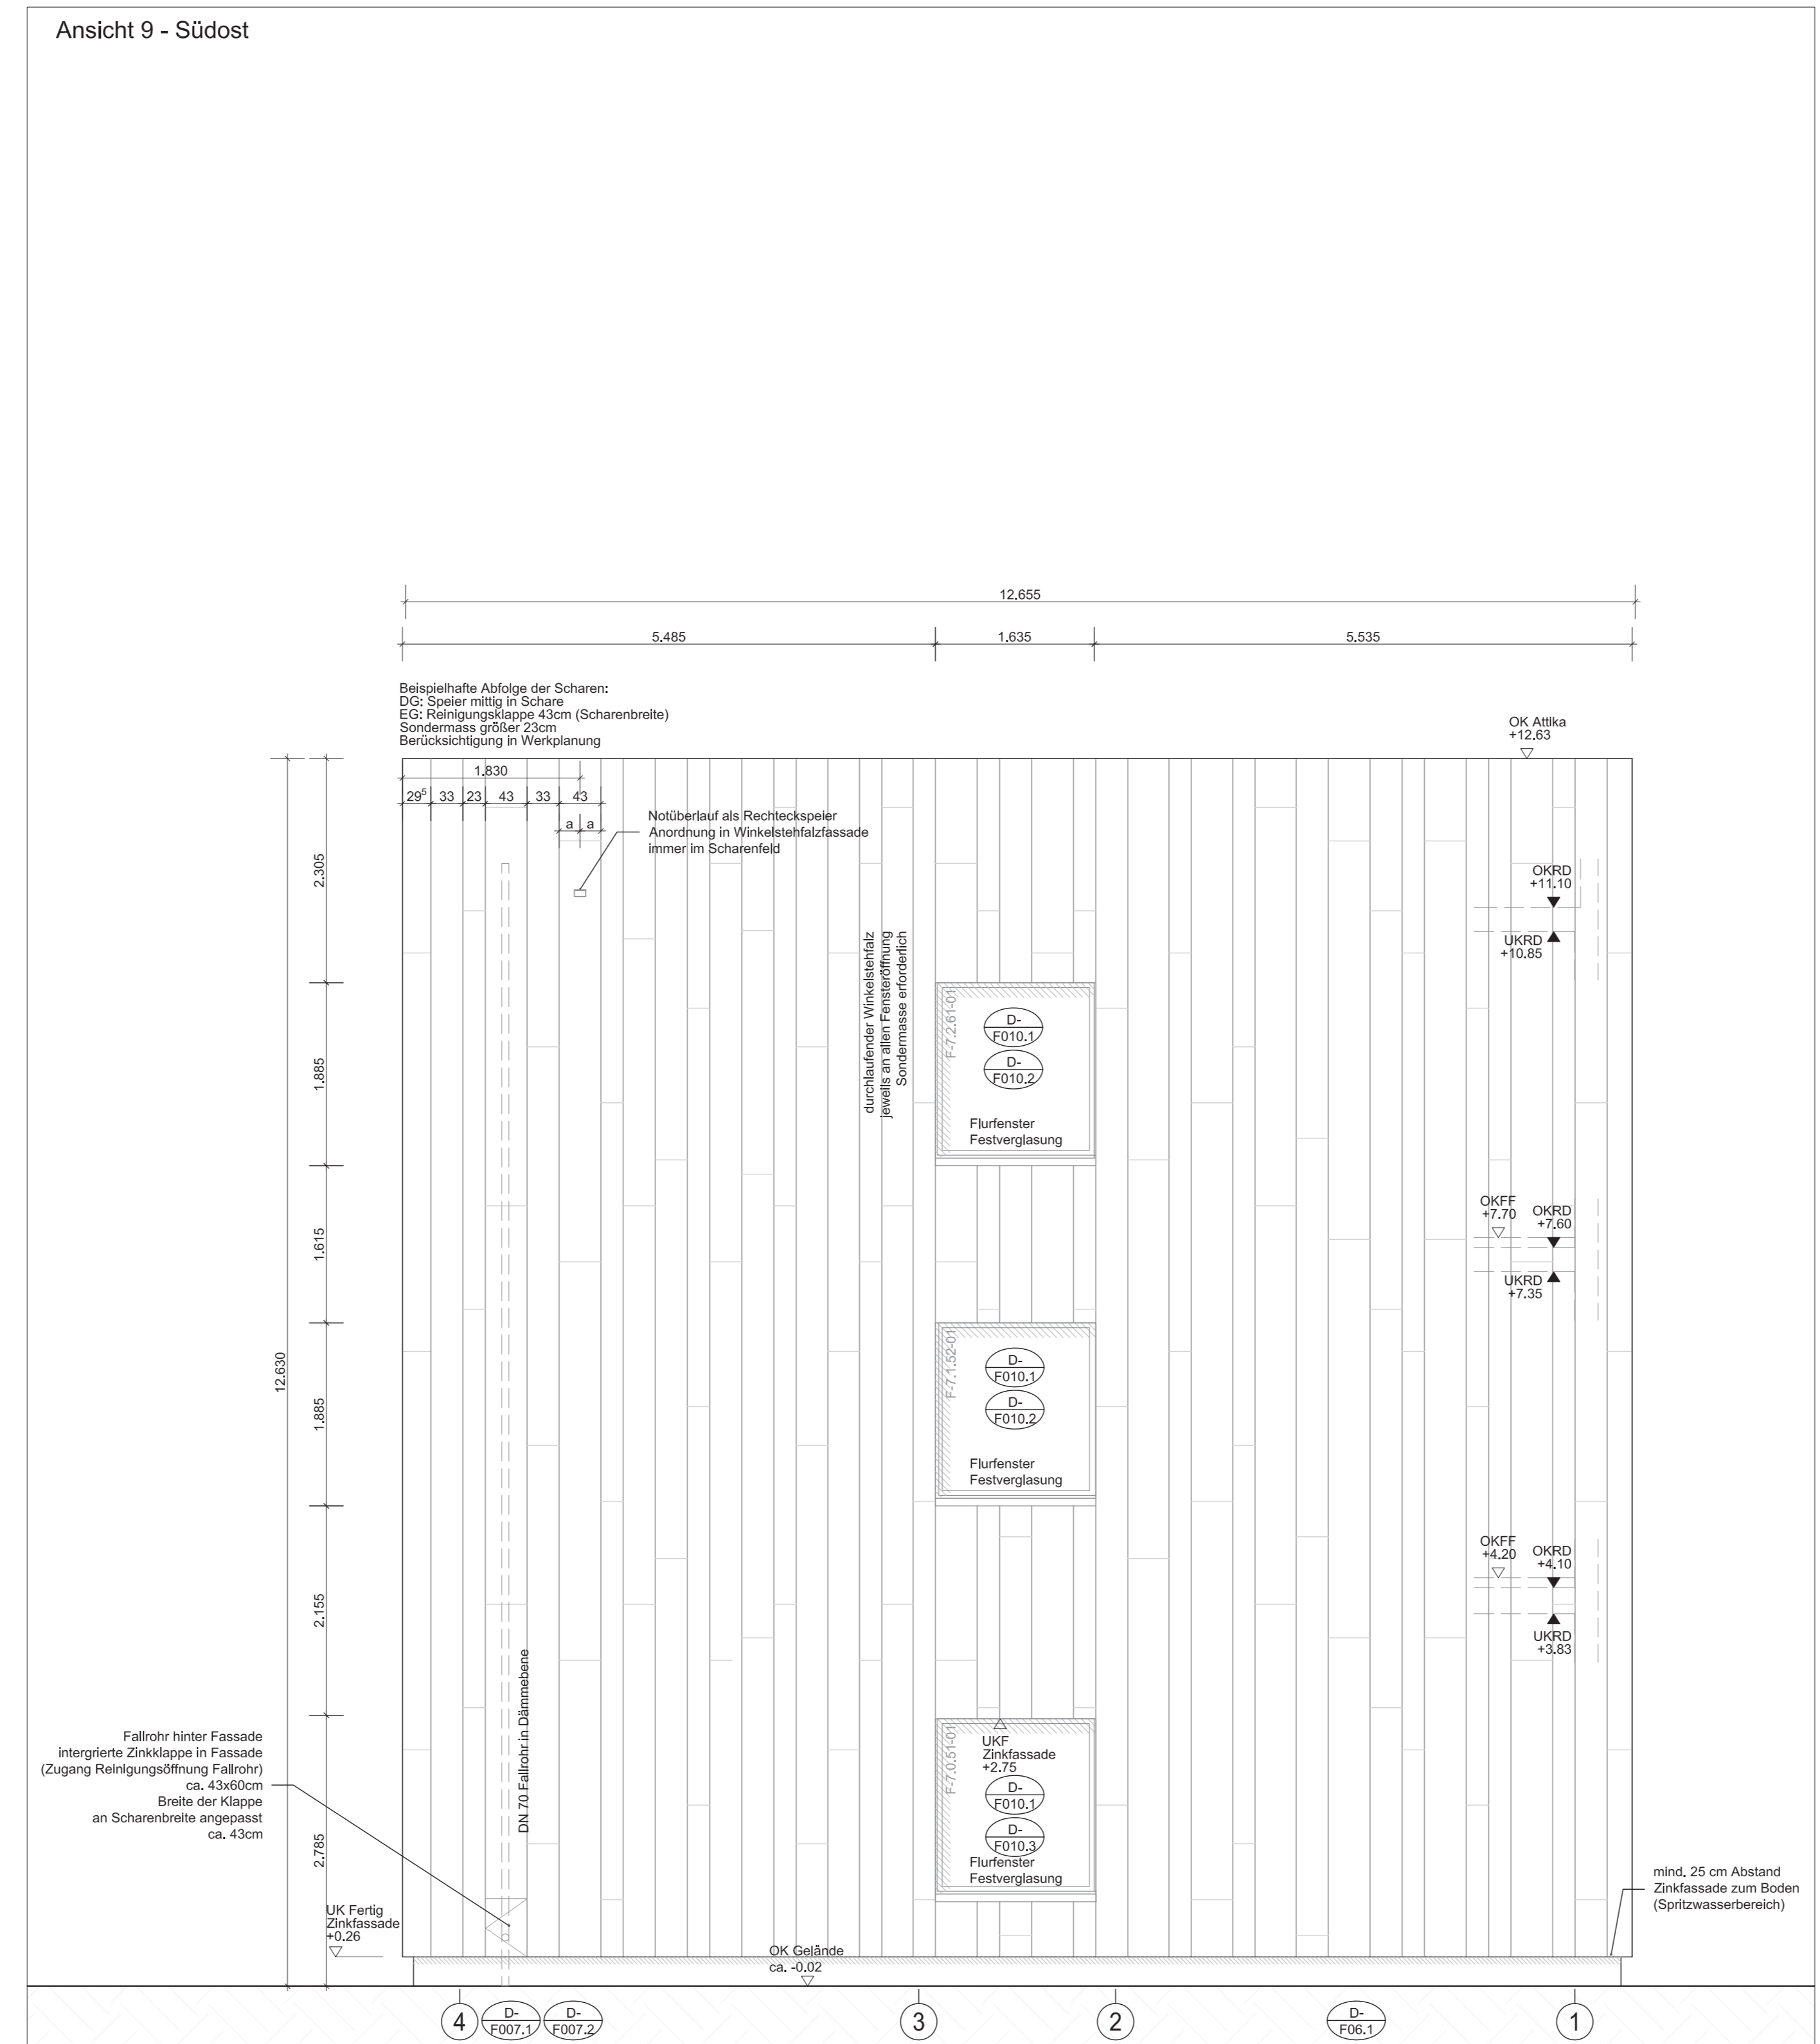 Ansicht 9 - Südost
12.655
5.485
1.635
5.535
Beispielhafte Abfolge der Scharen:
DG: Speier mittig in Schare
EG: Reinigungsklappe 43cm (Scharenbreite)
Sondermass größer 23cm
Berücksichtigung in Werkplanung
OK Attika
+12.63
1.830
29⁵
33
23
43
33
43
a
a
Notüberlauf als Rechteckspeier
Anordnung in Winkelstehfalzfassade
immer im Scharenfeld
2.305
OKRD
+11.10
UKRD
+10.85
durchlaufender Winkelstehfalz
jeweils an allen Fensteröffnung
Sondermasse erforderlich
F-7.2.61-01
D-
F010.1
D-
F010.2
Flurfenster
Festverglasung
1.885
1.615
OKFF
+7.70
OKRD
+7.60
UKRD
+7.35
12.630
F-7.1.52-01
D-
F010.1
D-
F010.2
Flurfenster
Festverglasung
1.885
2.155
OKFF
+4.20
OKRD
+4.10
UKRD
+3.83
DN 70 Fallrohr in Dämmebene
Fallrohr hinter Fassade
intergrierte Zinkklappe in Fassade
(Zugang Reinigungsöffnung Fallrohr)
ca. 43x60cm
Breite der Klappe
an Scharenbreite angepasst
ca. 43cm
F-7.0.51-01
UKF
Zinkfassade
+2.75
D-
F010.1
D-
F010.3
Flurfenster
Festverglasung
2.785
mind. 25 cm Abstand
Zinkfassade zum Boden
(Spritzwasserbereich)
UK Fertig
Zinkfassade
+0.26
OK Gelände
ca. -0.02
4
D-
F007.1
D-
F007.2
3
2
D-
F06.1
1